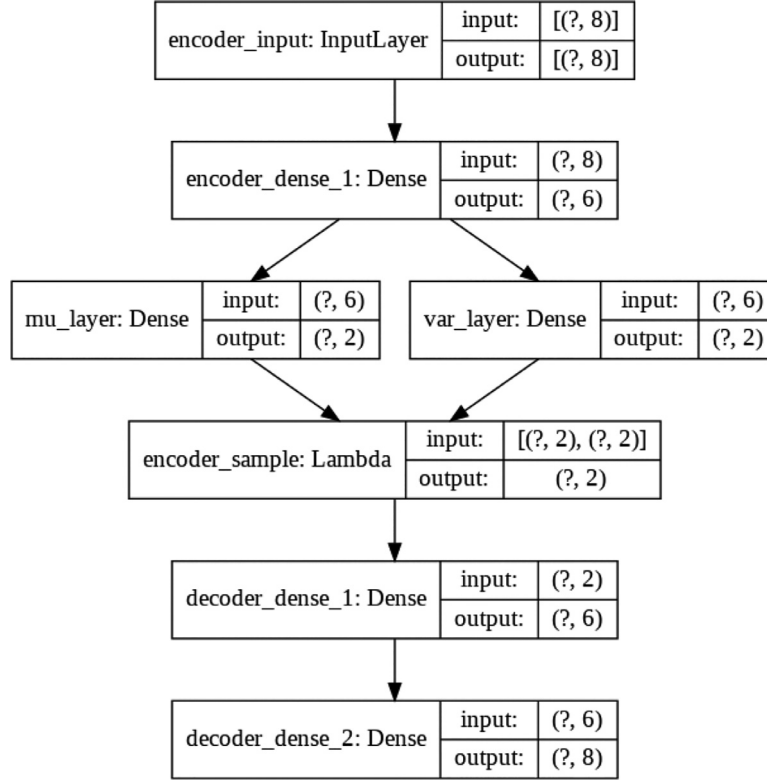 encoder_input: InputLayer
input: [(?, 8)]
output: [(?, 8)]
encoder_dense_1: Dense
input: (?, 8)
output: (?, 6)
mu_layer: Dense
input: (?, 6)
output: (?, 2)
var_layer: Dense
input: (?, 6)
output: (?, 2)
encoder_sample: Lambda
input: [(?, 2), (?, 2)]
output: (?, 2)
decoder_dense_1: Dense
input: (?, 2)
output: (?, 6)
decoder_dense_2: Dense
input: (?, 6)
output: (?, 8)